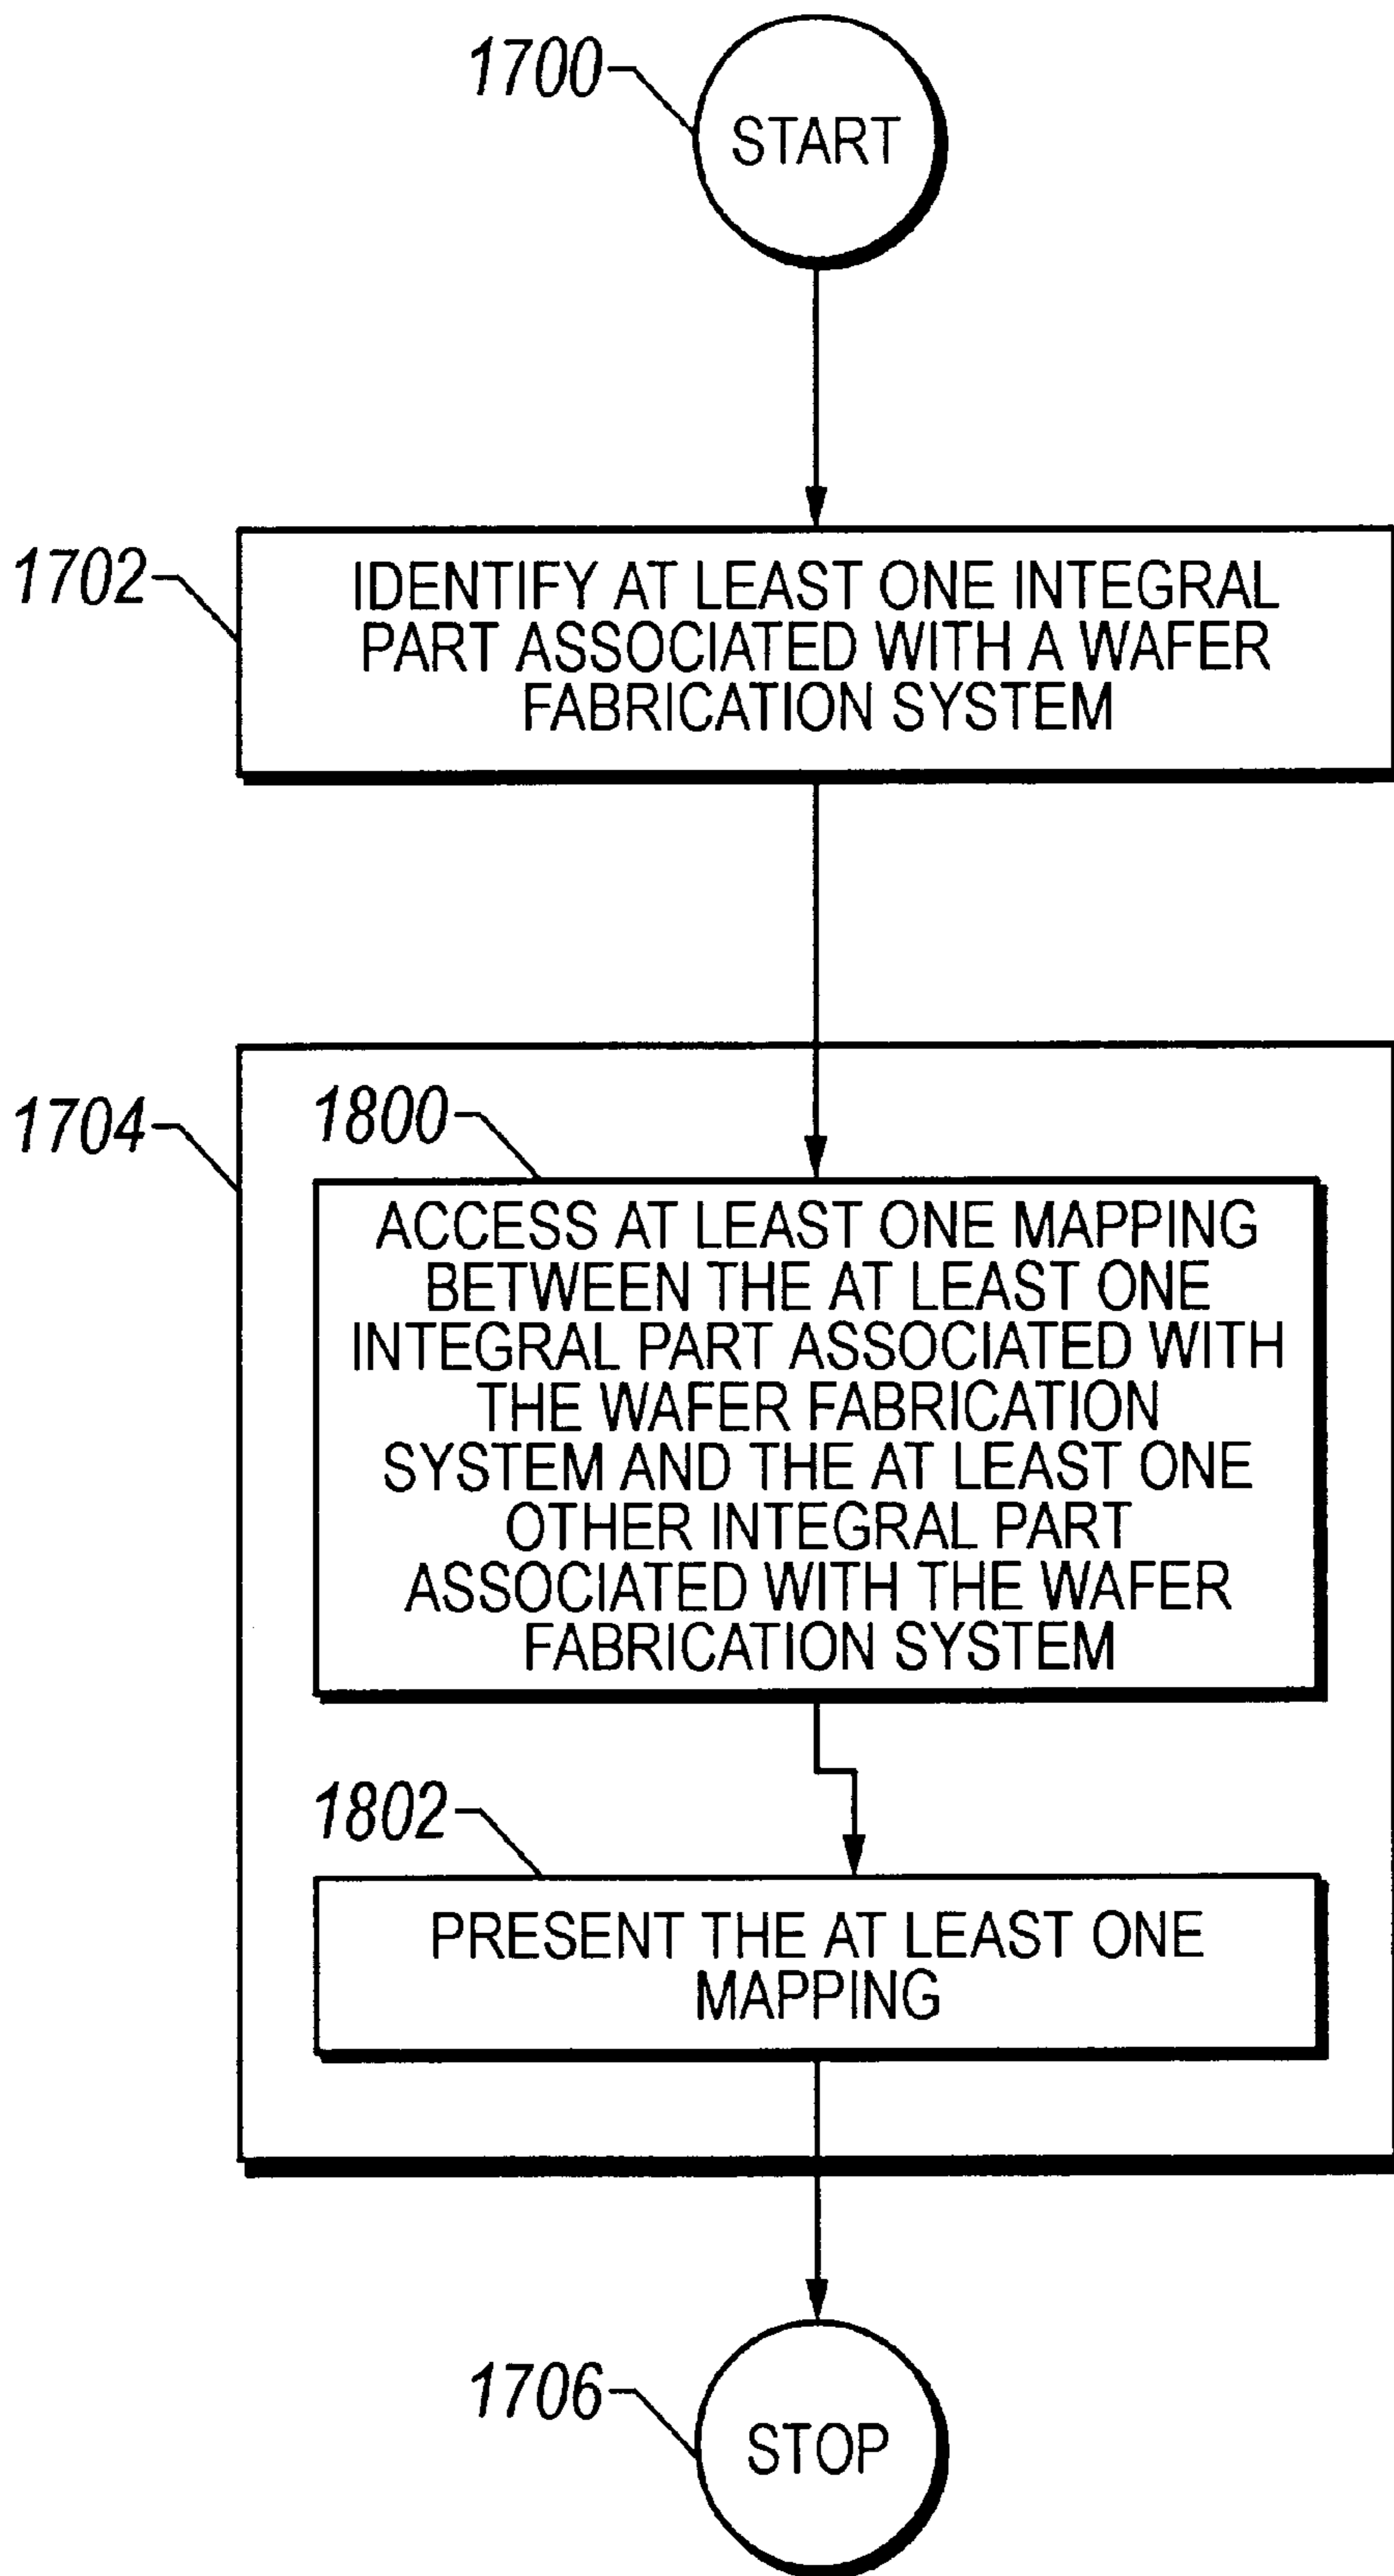 1700
START
1702
IDENTIFY AT LEAST ONE INTEGRAL
PART ASSOCIATED WITH A WAFER
FABRICATION SYSTEM
1704
1800
ACCESS AT LEAST ONE MAPPING
BETWEEN THE AT LEAST ONE
INTEGRAL PART ASSOCIATED WITH
THE WAFER FABRICATION
SYSTEM AND THE AT LEAST ONE
OTHER INTEGRAL PART
ASSOCIATED WITH THE WAFER
FABRICATION SYSTEM
1802
PRESENT THE AT LEAST ONE
MAPPING
1706
STOP